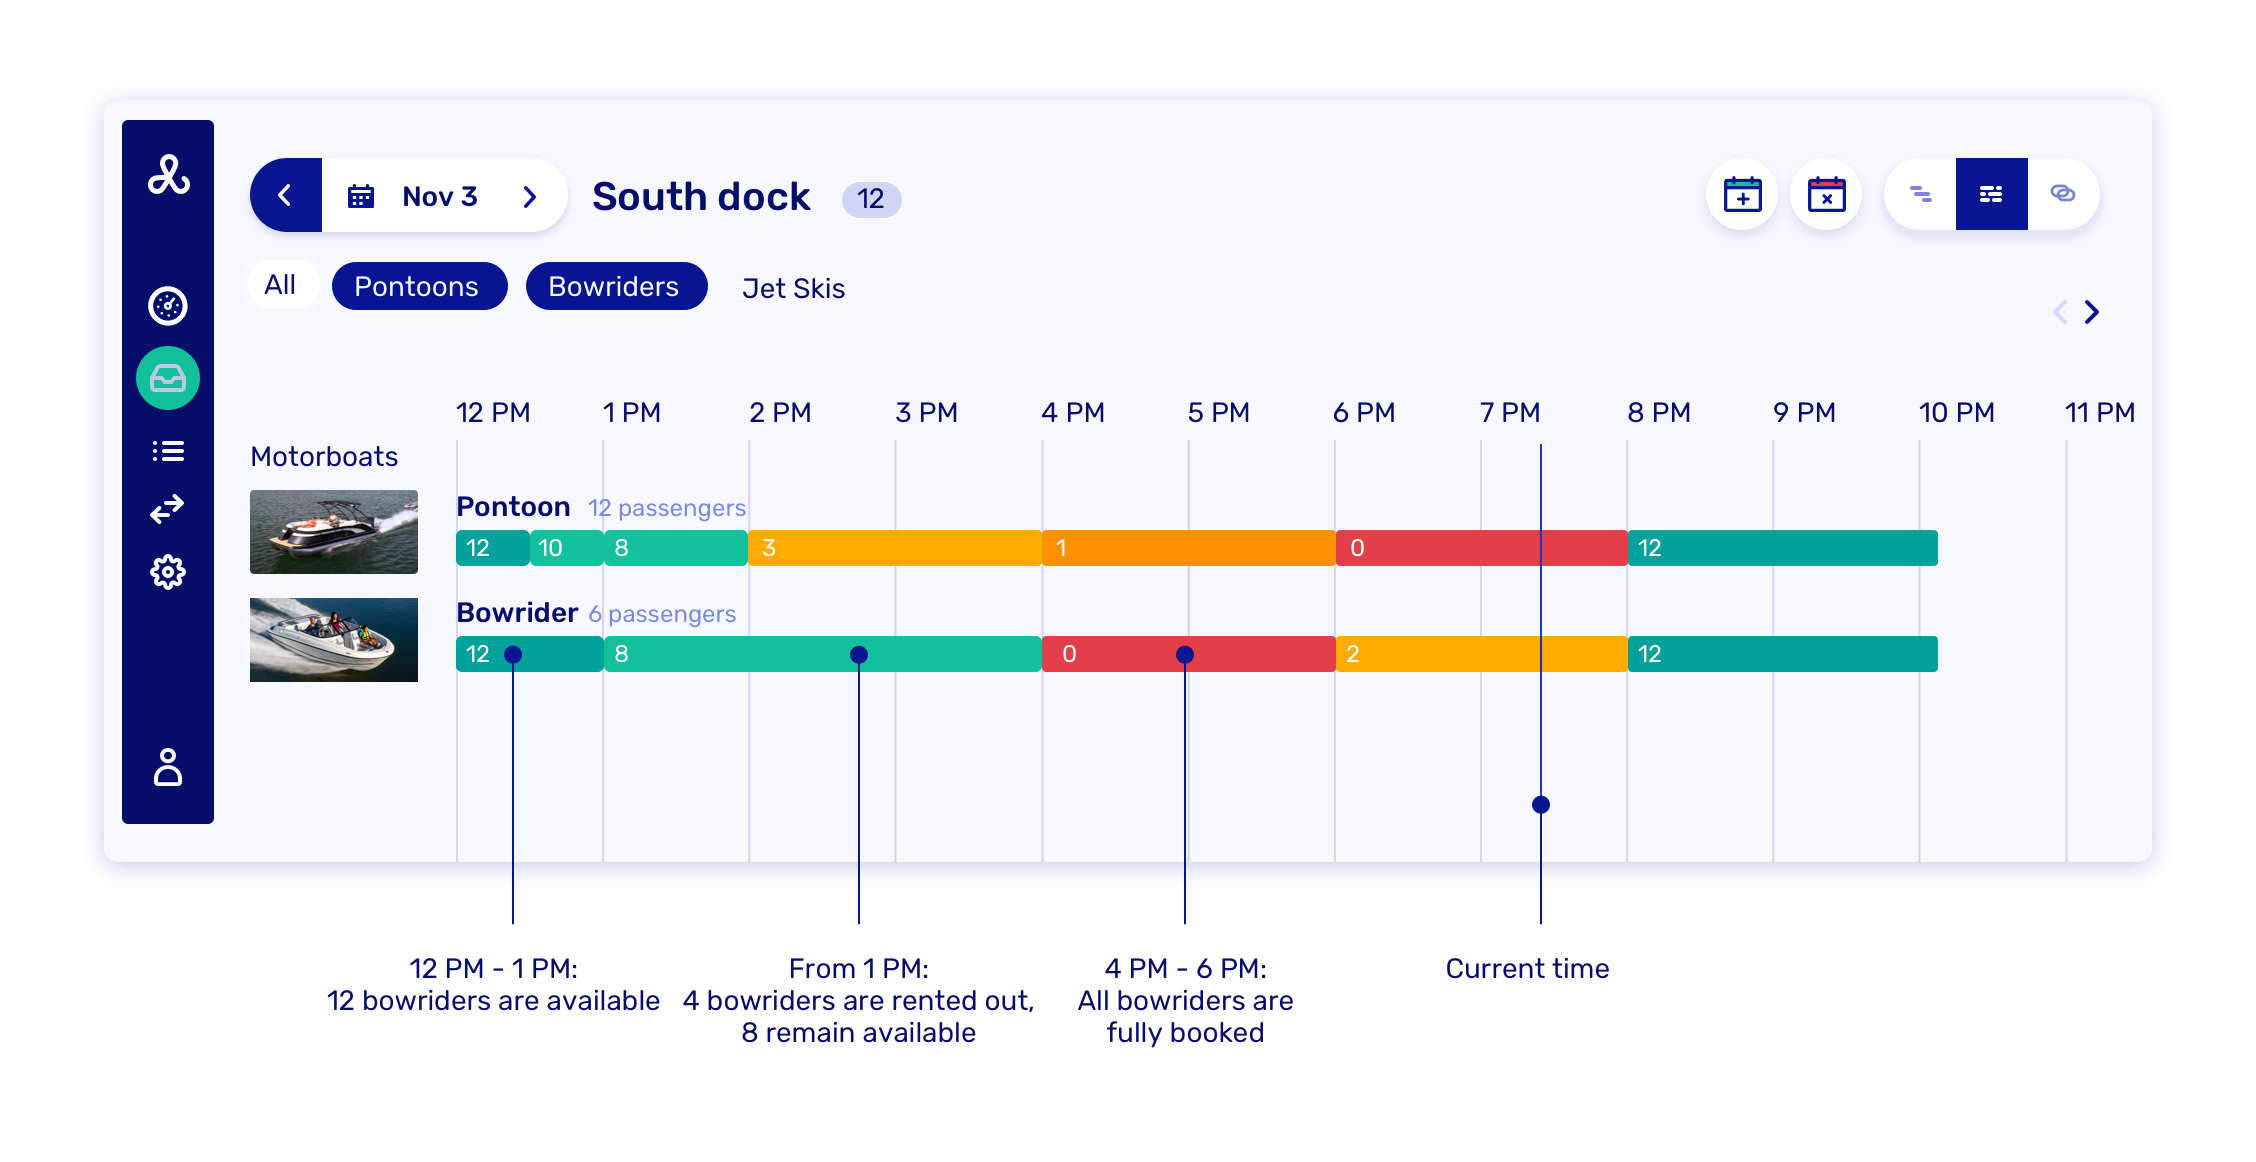 Nov 3
South dock
12
All
Pontoons
Bowriders
Jet Skis
12 PM 1 PM 2 PM 3 PM 4 PM 5 PM 6 PM 7 PM 8 PM 9 PM 10 PM 11 PM
Motorboats
Pontoon 12 passengers
12 10 8 3 1 0 12
Bowrider 6 passengers
12 8 0 2 12
12 PM - 1 PM:
12 bowriders are available
From 1 PM:
4 bowriders are rented out,
8 remain available
4 PM - 6 PM:
All bowriders are
fully booked
Current time